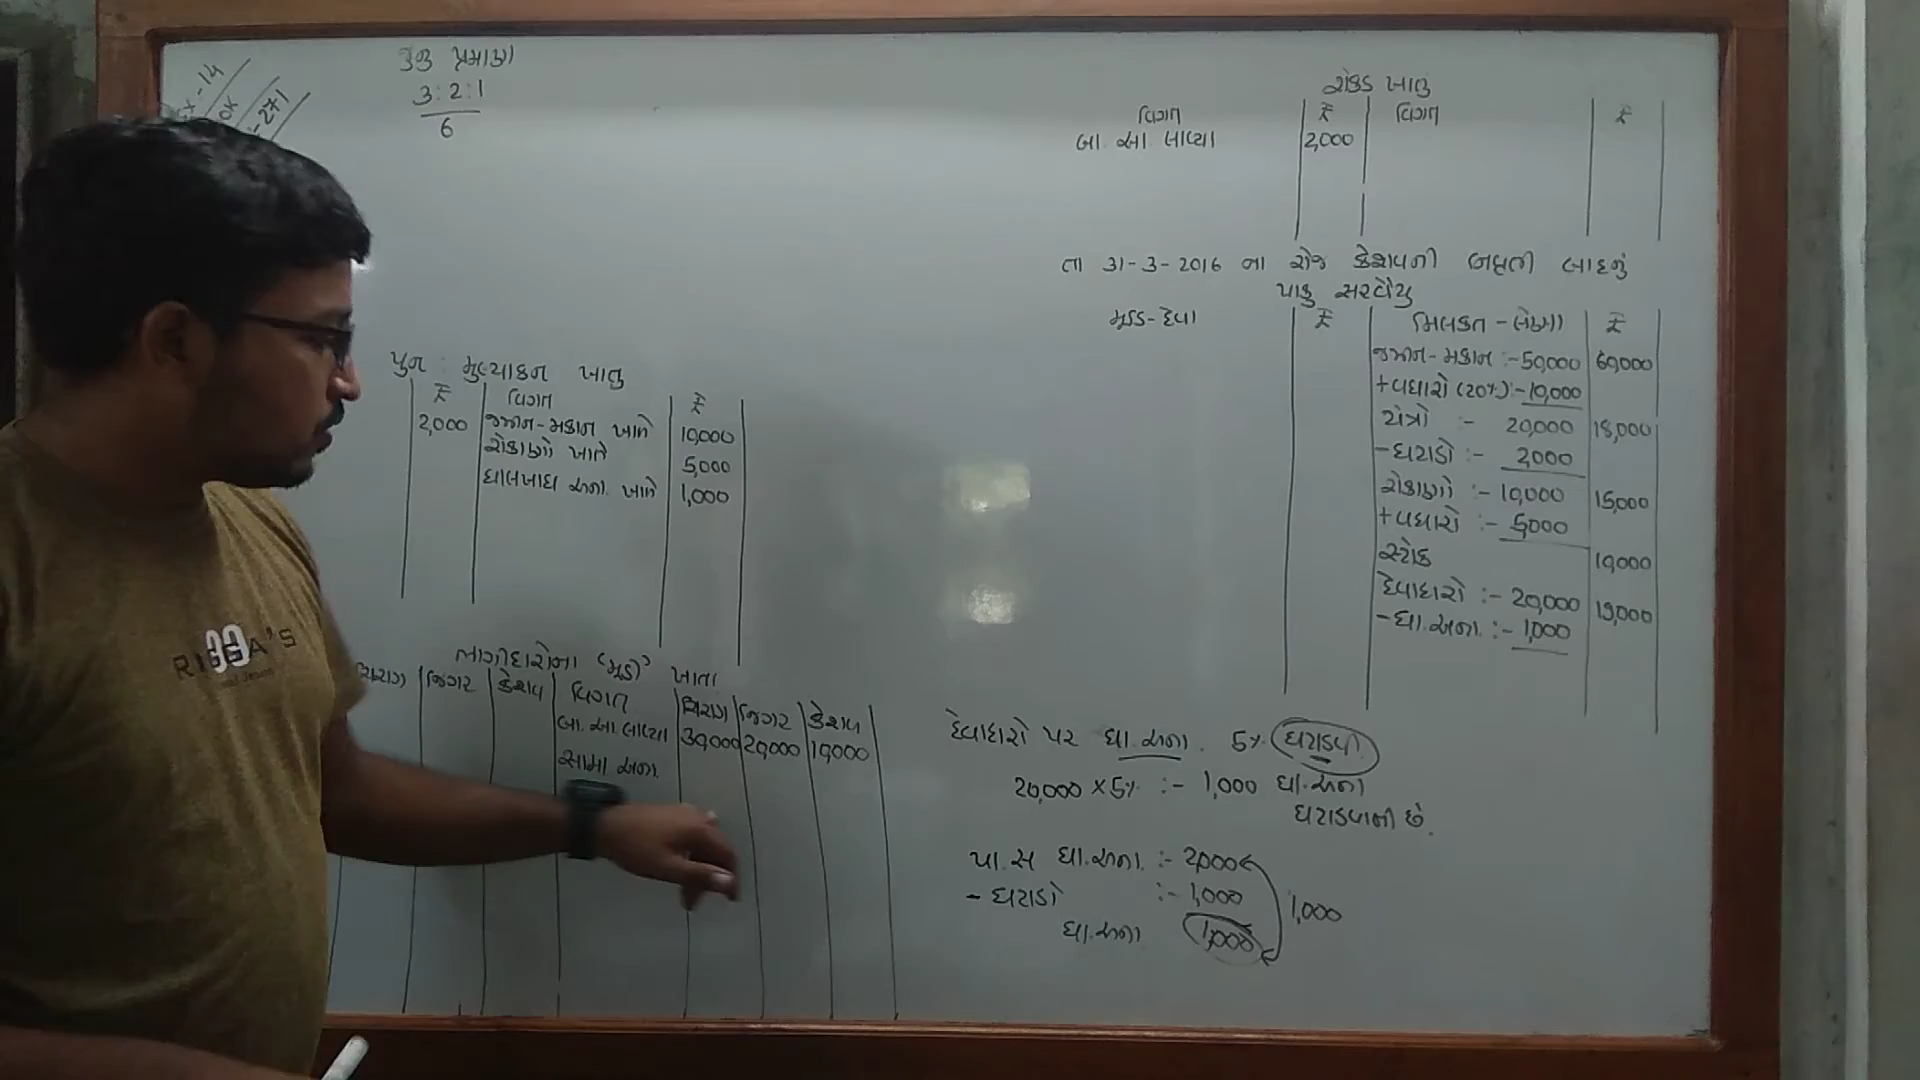 જુનુ પ્રમાણ
3:2:1
6
રોકડ ખાતુ
વિગત ₹ વિગત ₹
બા. આ. લાવ્યા 2,000
તા 31-3-2016 ના રોજ કેશવની નિવૃત્તી બાદનું
પાકુ સરવૈયુ
મૂડી-દેવા ₹ મિલકત-લેણા ₹
જમીન-મકાન :- 50,000 60,000
+વધારો (20%) :- 10,000
યંત્રો :- 20,000 18,000
-ઘટાડો :- 2,000
રોકાણો :- 10,000 15,000
+વધારો :- 5,000
સ્ટોક 10,000
દેવાદારો :- 20,000 19,000
-ઘા.અના. :- 1,000
પુન: મુલ્યાકન ખાતુ
₹ વિગત ₹
2,000 જમીન-મકાન ખાતે 10,000
રોકાણો ખાતે 5,000
ઘાલખાધ અના. ખાતે 1,000
ભાગીદારોના 'મૂડી' ખાતા
ચિરાગ જિગર કેશવ વિગત ચિરાગ જિગર કેશવ
બા. આ. લાવ્યા 30,000 20,000 10,000
સામા અના.
દેવાદારો પર ઘા.અના. 5% ઘટાડવી
20,000 x 5% :- 1,000 ઘા.અના
ઘટાડવાની છે.
પા.સ ઘા.અના. :- 2,000
- ઘટાડો :- 1,000 1,000
ઘા.અના 1,000